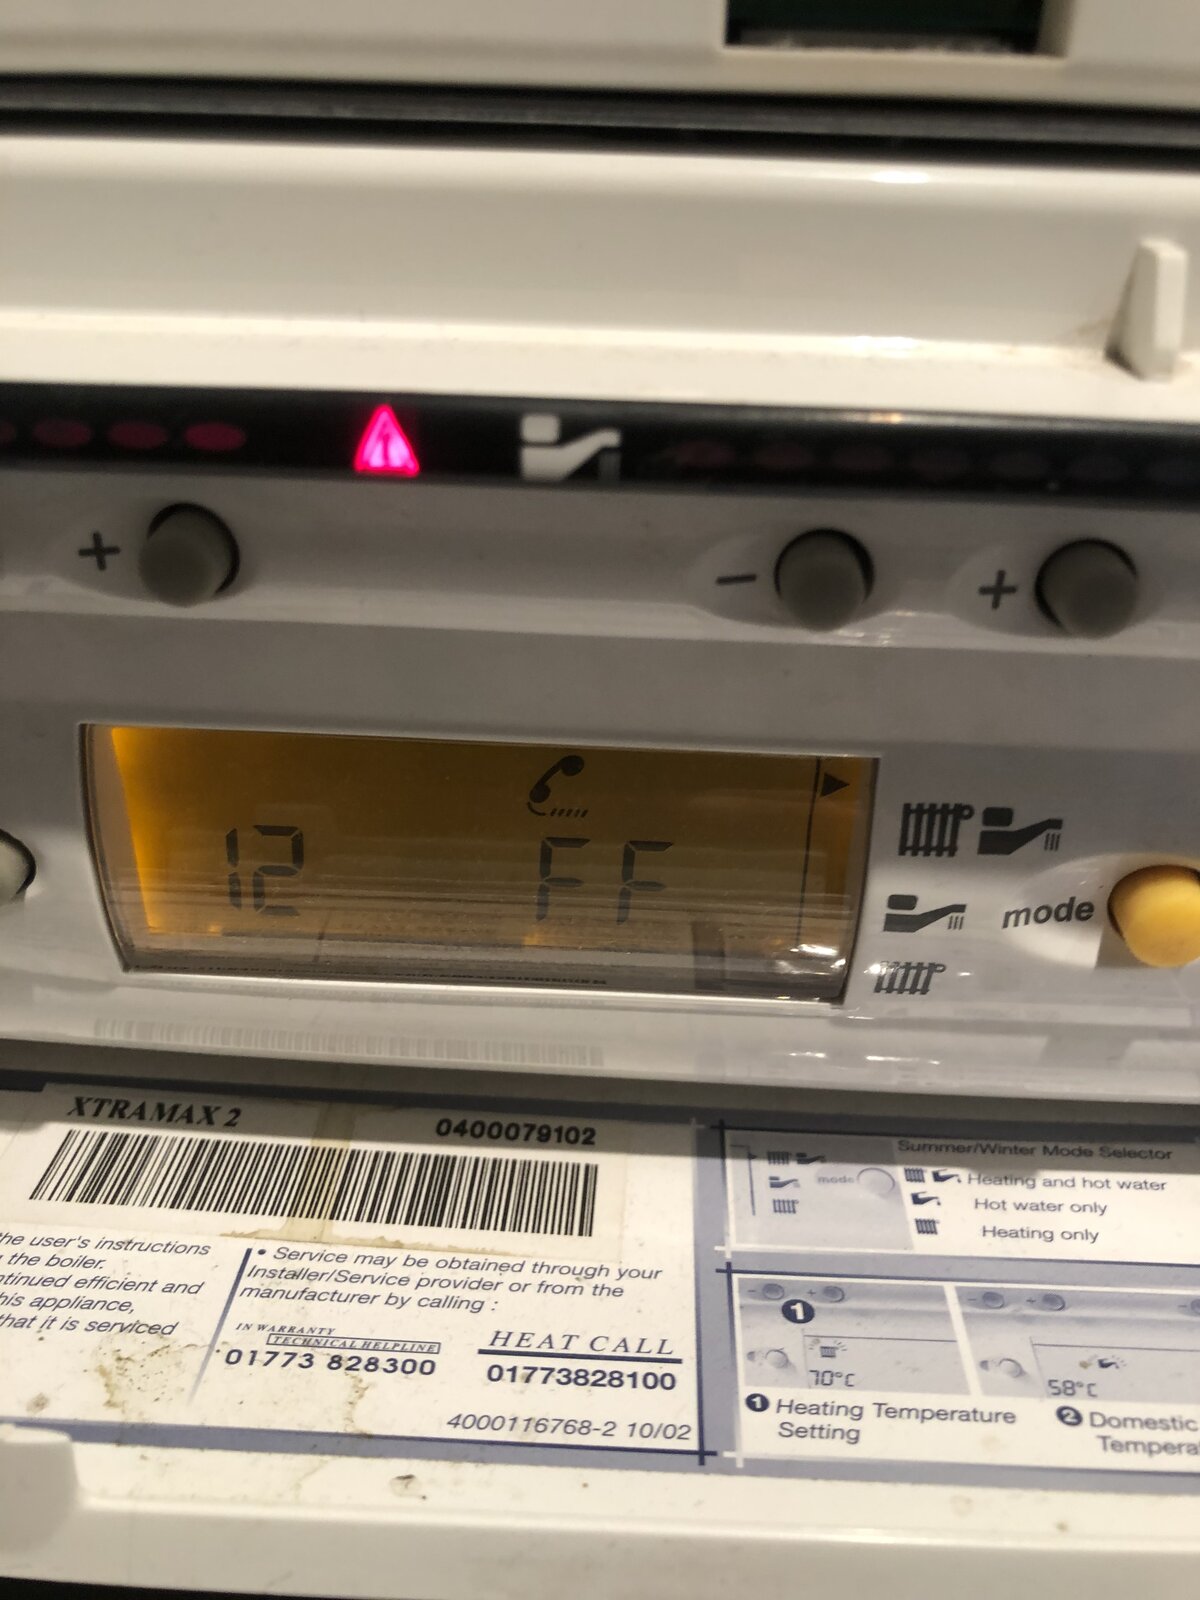 +
−
+
12 FF
mode
XTRAMAX 2
0400079102
the user's instructions
the boiler.
ntinued efficient and
his appliance,
that it is serviced
• Service may be obtained through your
Installer/Service provider or from the
manufacturer by calling :
IN WARRANTY
TECHNICAL HELPLINE
01773 828300
HEAT CALL
01773828100
4000116768-2 10/02
Summer/Winter Mode Selector
mode
Heating and hot water
Hot water only
Heating only
- +
1
70°C
1 Heating Temperature
Setting
- +
58°C
2 Domestic
Tempera